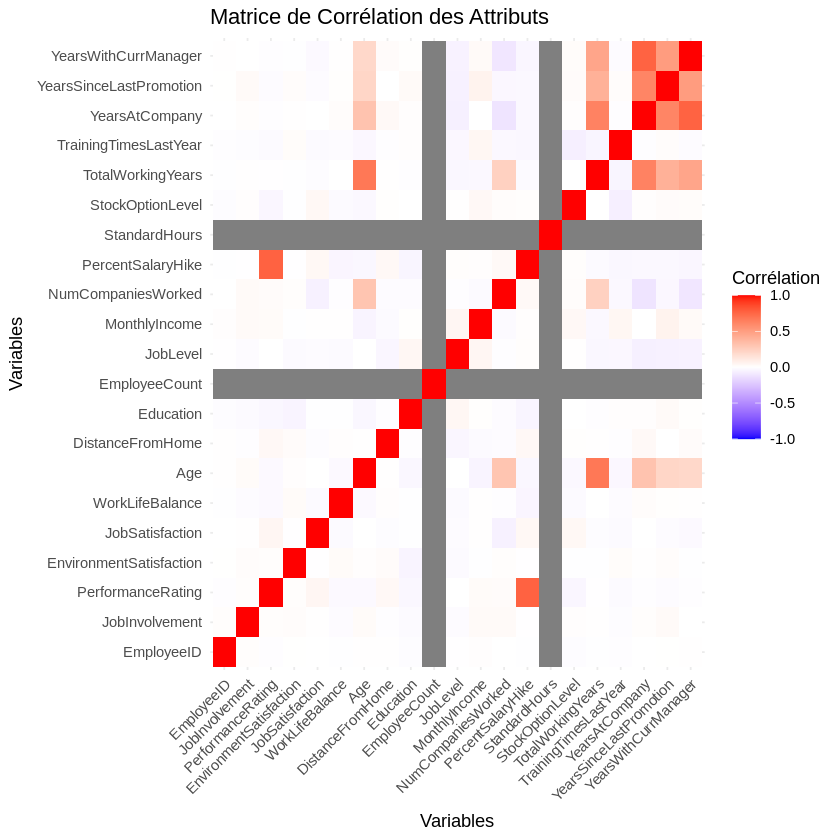 Matrice de Corrélation des Attributs
YearsWithCurrManager
YearsSinceLastPromotion
YearsAtCompany
TrainingTimesLastYear
TotalWorkingYears
StockOptionLevel
StandardHours
PercentSalaryHike
NumCompaniesWorked
MonthlyIncome
JobLevel
EmployeeCount
Education
DistanceFromHome
Age
WorkLifeBalance
JobSatisfaction
EnvironmentSatisfaction
PerformanceRating
JobInvolvement
EmployeeID
Variables
EmployeeID
JobInvolvement
PerformanceRating
EnvironmentSatisfaction
JobSatisfaction
WorkLifeBalance
Age
DistanceFromHome
Education
EmployeeCount
JobLevel
MonthlyIncome
NumCompaniesWorked
PercentSalaryHike
StandardHours
StockOptionLevel
TotalWorkingYears
TrainingTimesLastYear
YearsAtCompany
YearsSinceLastPromotion
YearsWithCurrManager
Variables
Corrélation
1.0
0.5
0.0
-0.5
-1.0